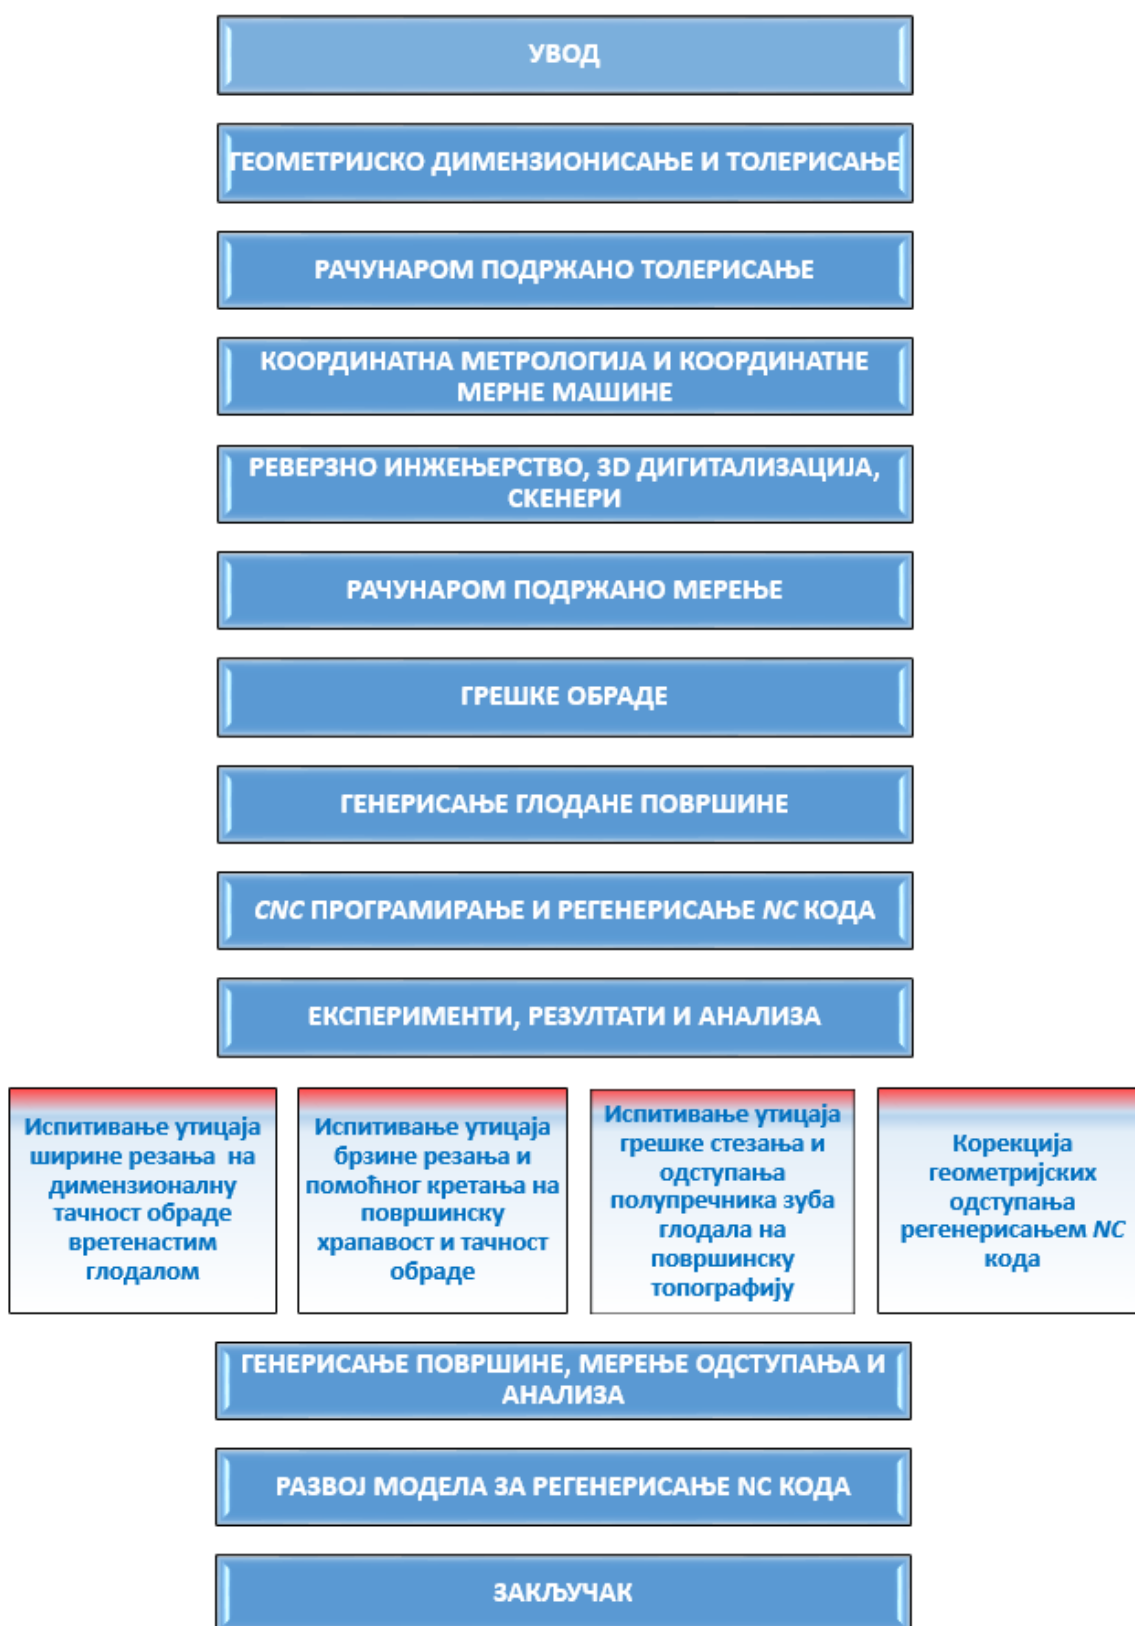 УВОД
ГЕОМЕТРИЈСКО ДИМЕНЗИОНИСАЊЕ И ТОЛЕРИСАЊЕ
РАЧУНАРОМ ПОДРЖАНО ТОЛЕРИСАЊЕ
КООРДИНАТНА МЕТРОЛОГИЈА И КООРДИНАТНЕ
МЕРНЕ МАШИНЕ
РЕВЕРЗНО ИНЖЕЊЕРСТВО, 3D ДИГИТАЛИЗАЦИЈА,
СКЕНЕРИ
РАЧУНАРОМ ПОДРЖАНО МЕРЕЊЕ
ГРЕШКЕ ОБРАДЕ
ГЕНЕРИСАЊЕ ГЛОДАНЕ ПОВРШИНЕ
CNC ПРОГРАМИРАЊЕ И РЕГЕНЕРИСАЊЕ NC КОДА
ЕКСПЕРИМЕНТИ, РЕЗУЛТАТИ И АНАЛИЗА
Испитивање утицаја
ширине резања на
димензионалну
тачност обраде
вретенастим
глодалом
Испитивање утицаја
брзине резања и
помоћног кретања на
површинску
храпавост и тачност
обраде
Испитивање утицаја
грешке стезања и
одступања
полупречника зуба
глодала на
површинску
топографију
Корекција
геометријских
одступања
регенерисањем NC
кода
ГЕНЕРИСАЊЕ ПОВРШИНЕ, МЕРЕЊЕ ОДСТУПАЊА И
АНАЛИЗА
РАЗВОЈ МОДЕЛА ЗА РЕГЕНЕРИСАЊЕ NC КОДА
ЗАКЉУЧАК